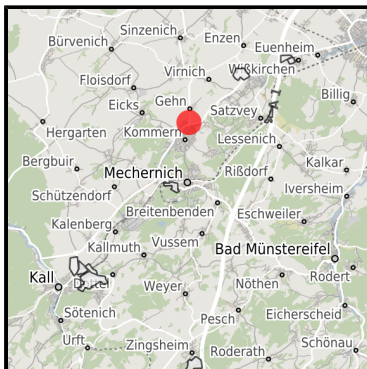 Sinzenich
Bürvenich
Enzen
Euenheim
Virnich
Wißkirchen
Floisdorf
Billig
Gehn
Eicks
Satzvey
Hergarten
Kommern
Lessenich
Bergbuir
Kalkar
Mechernich
Rißdorf
Schützendorf
Iversheim
Breitenbenden
Eschweiler
Kalenberg
Vussem
Kallmuth
Bad Münstereifel
Kall
Rodert
Weyer
Nöthen
Sötenich
Pesch
Eicherscheid
Urft
Zingsheim
Schönau
Roderath